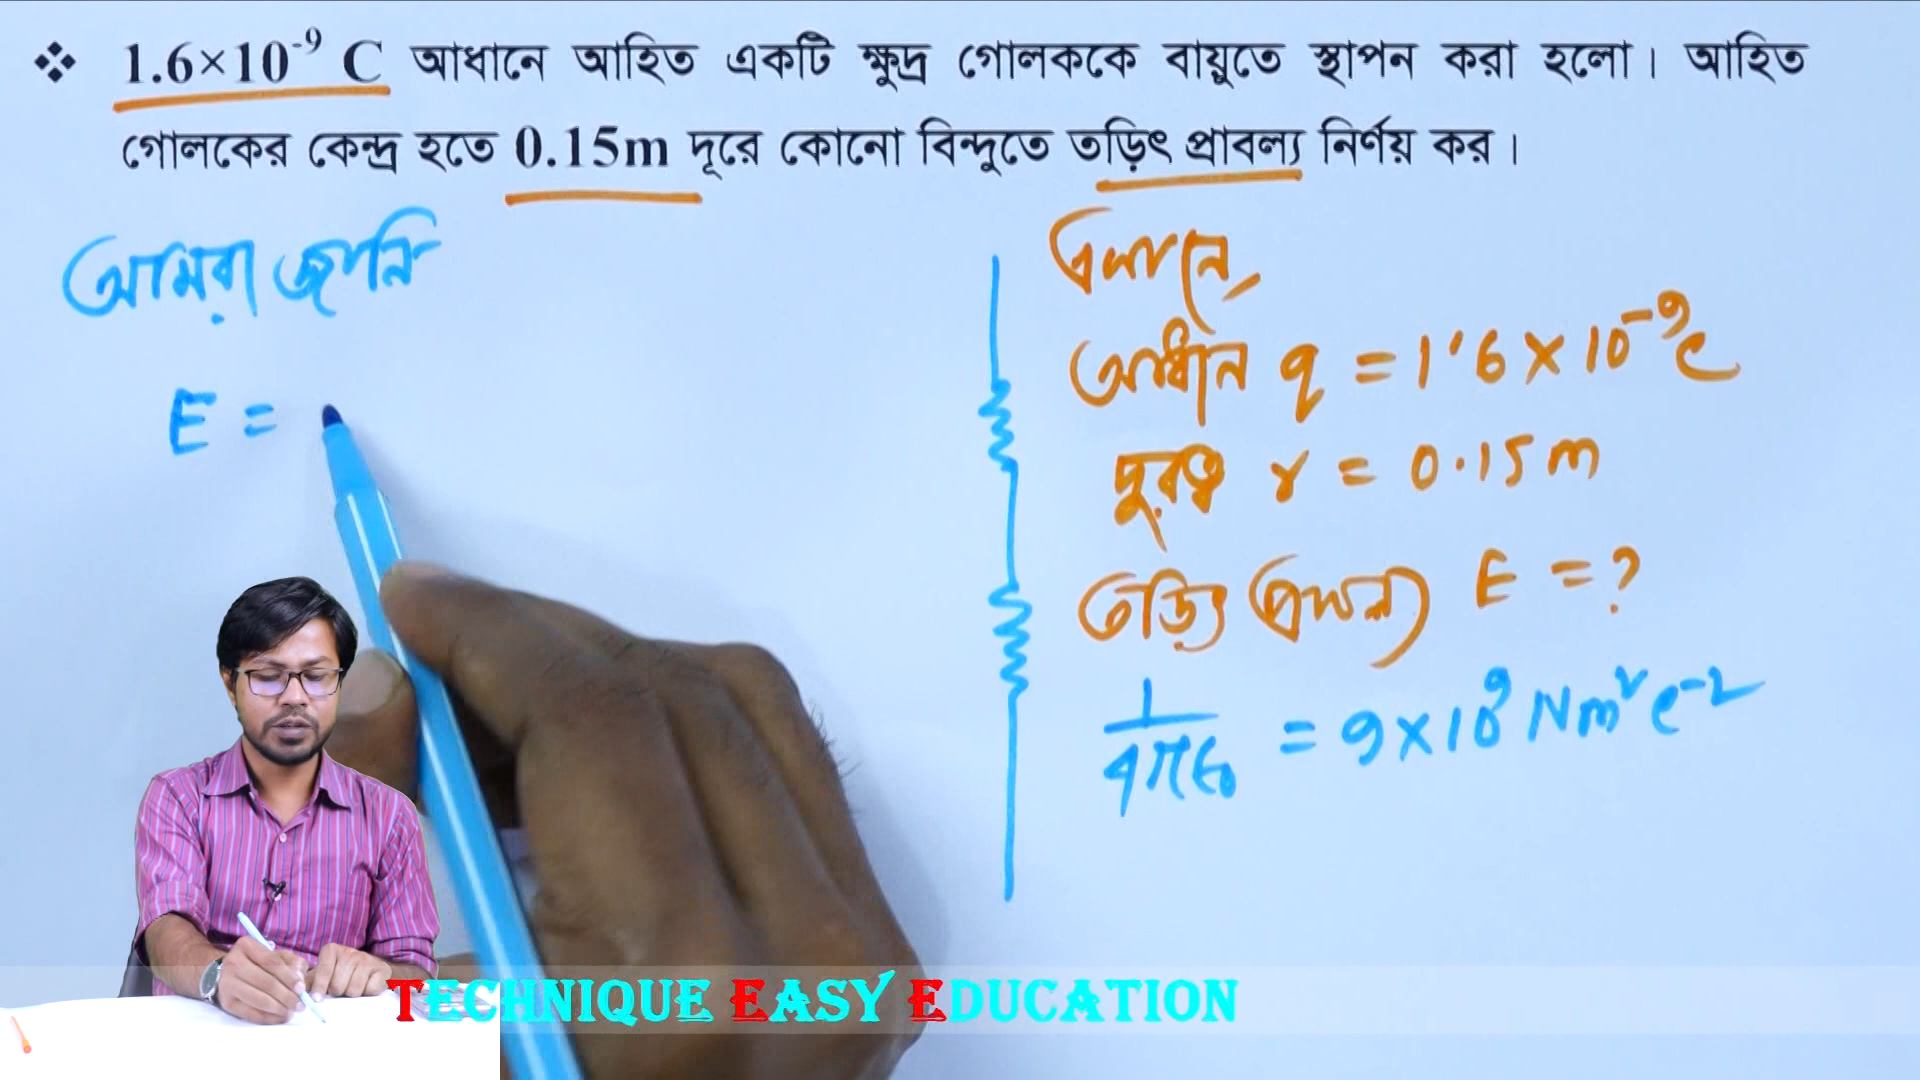 ❖ 1.6×10⁻⁹ C আধানে আহিত একটি ক্ষুদ্র গোলককে বায়ুতে স্থাপন করা হলো। আহিত
গোলকের কেন্দ্র হতে 0.15m দূরে কোনো বিন্দুতে তড়িৎ প্রাবল্য নির্ণয় কর।
আমরা জানি
E =
এখানে,
আধান q = 1.6 × 10⁻⁹ C
দূরত্ব r = 0.15 m
তড়িৎ প্রাবল্য E = ?
1/4πε₀ = 9×10⁹ Nm²C⁻²
TECHNIQUE EASY EDUCATION